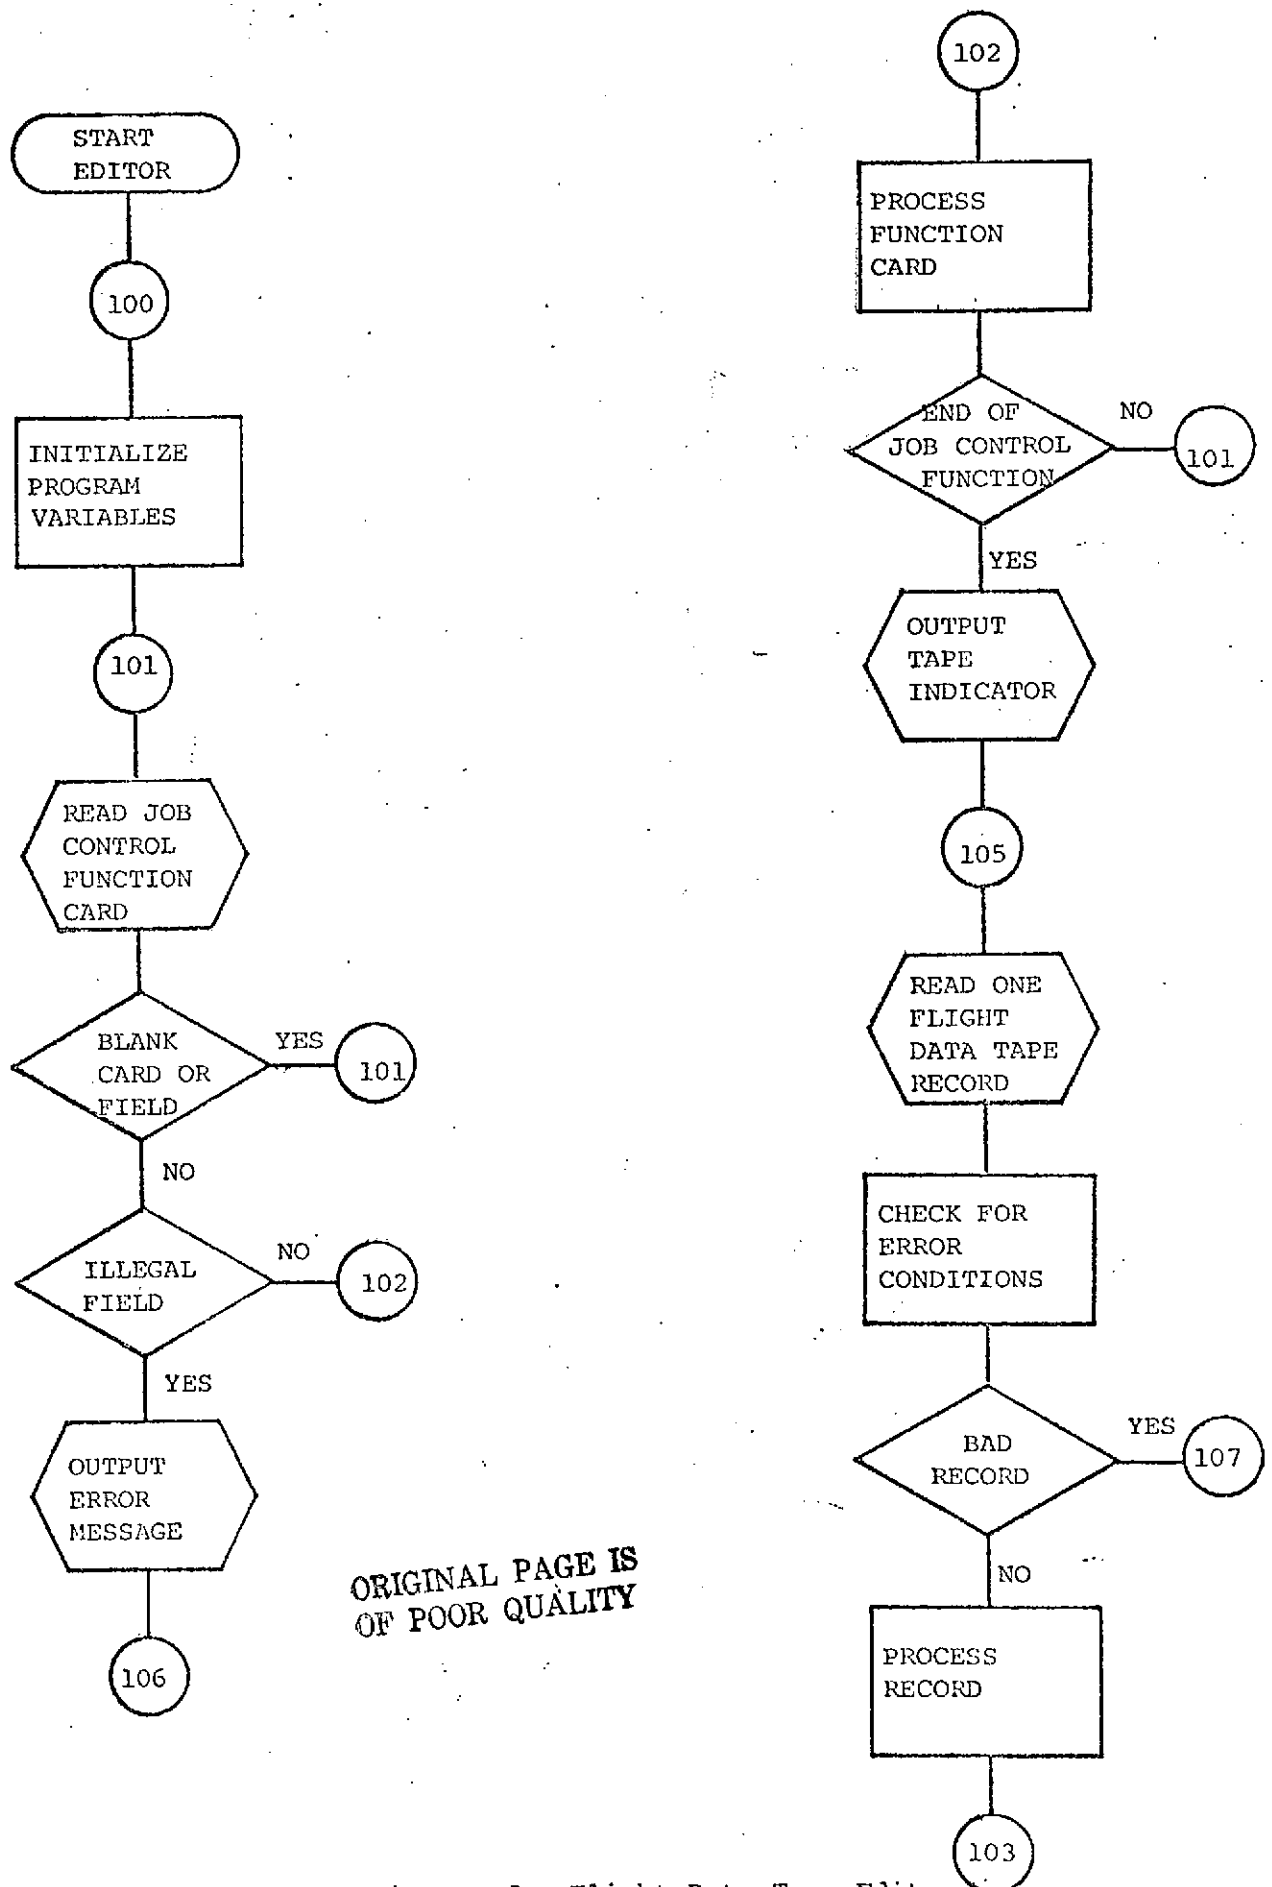 START
EDITOR
100
INITIALIZE
PROGRAM
VARIABLES
101
READ JOB
CONTROL
FUNCTION
CARD
BLANK
CARD OR
FIELD
YES
101
NO
ILLEGAL
FIELD
NO
102
YES
OUTPUT
ERROR
MESSAGE
106
ORIGINAL PAGE IS
OF POOR QUALITY
102
PROCESS
FUNCTION
CARD
END OF
JOB CONTROL
FUNCTION
NO
101
YES
OUTPUT
TAPE
INDICATOR
105
READ ONE
FLIGHT
DATA TAPE
RECORD
CHECK FOR
ERROR
CONDITIONS
BAD
RECORD
YES
107
NO
PROCESS
RECORD
103
Flight Data Tape